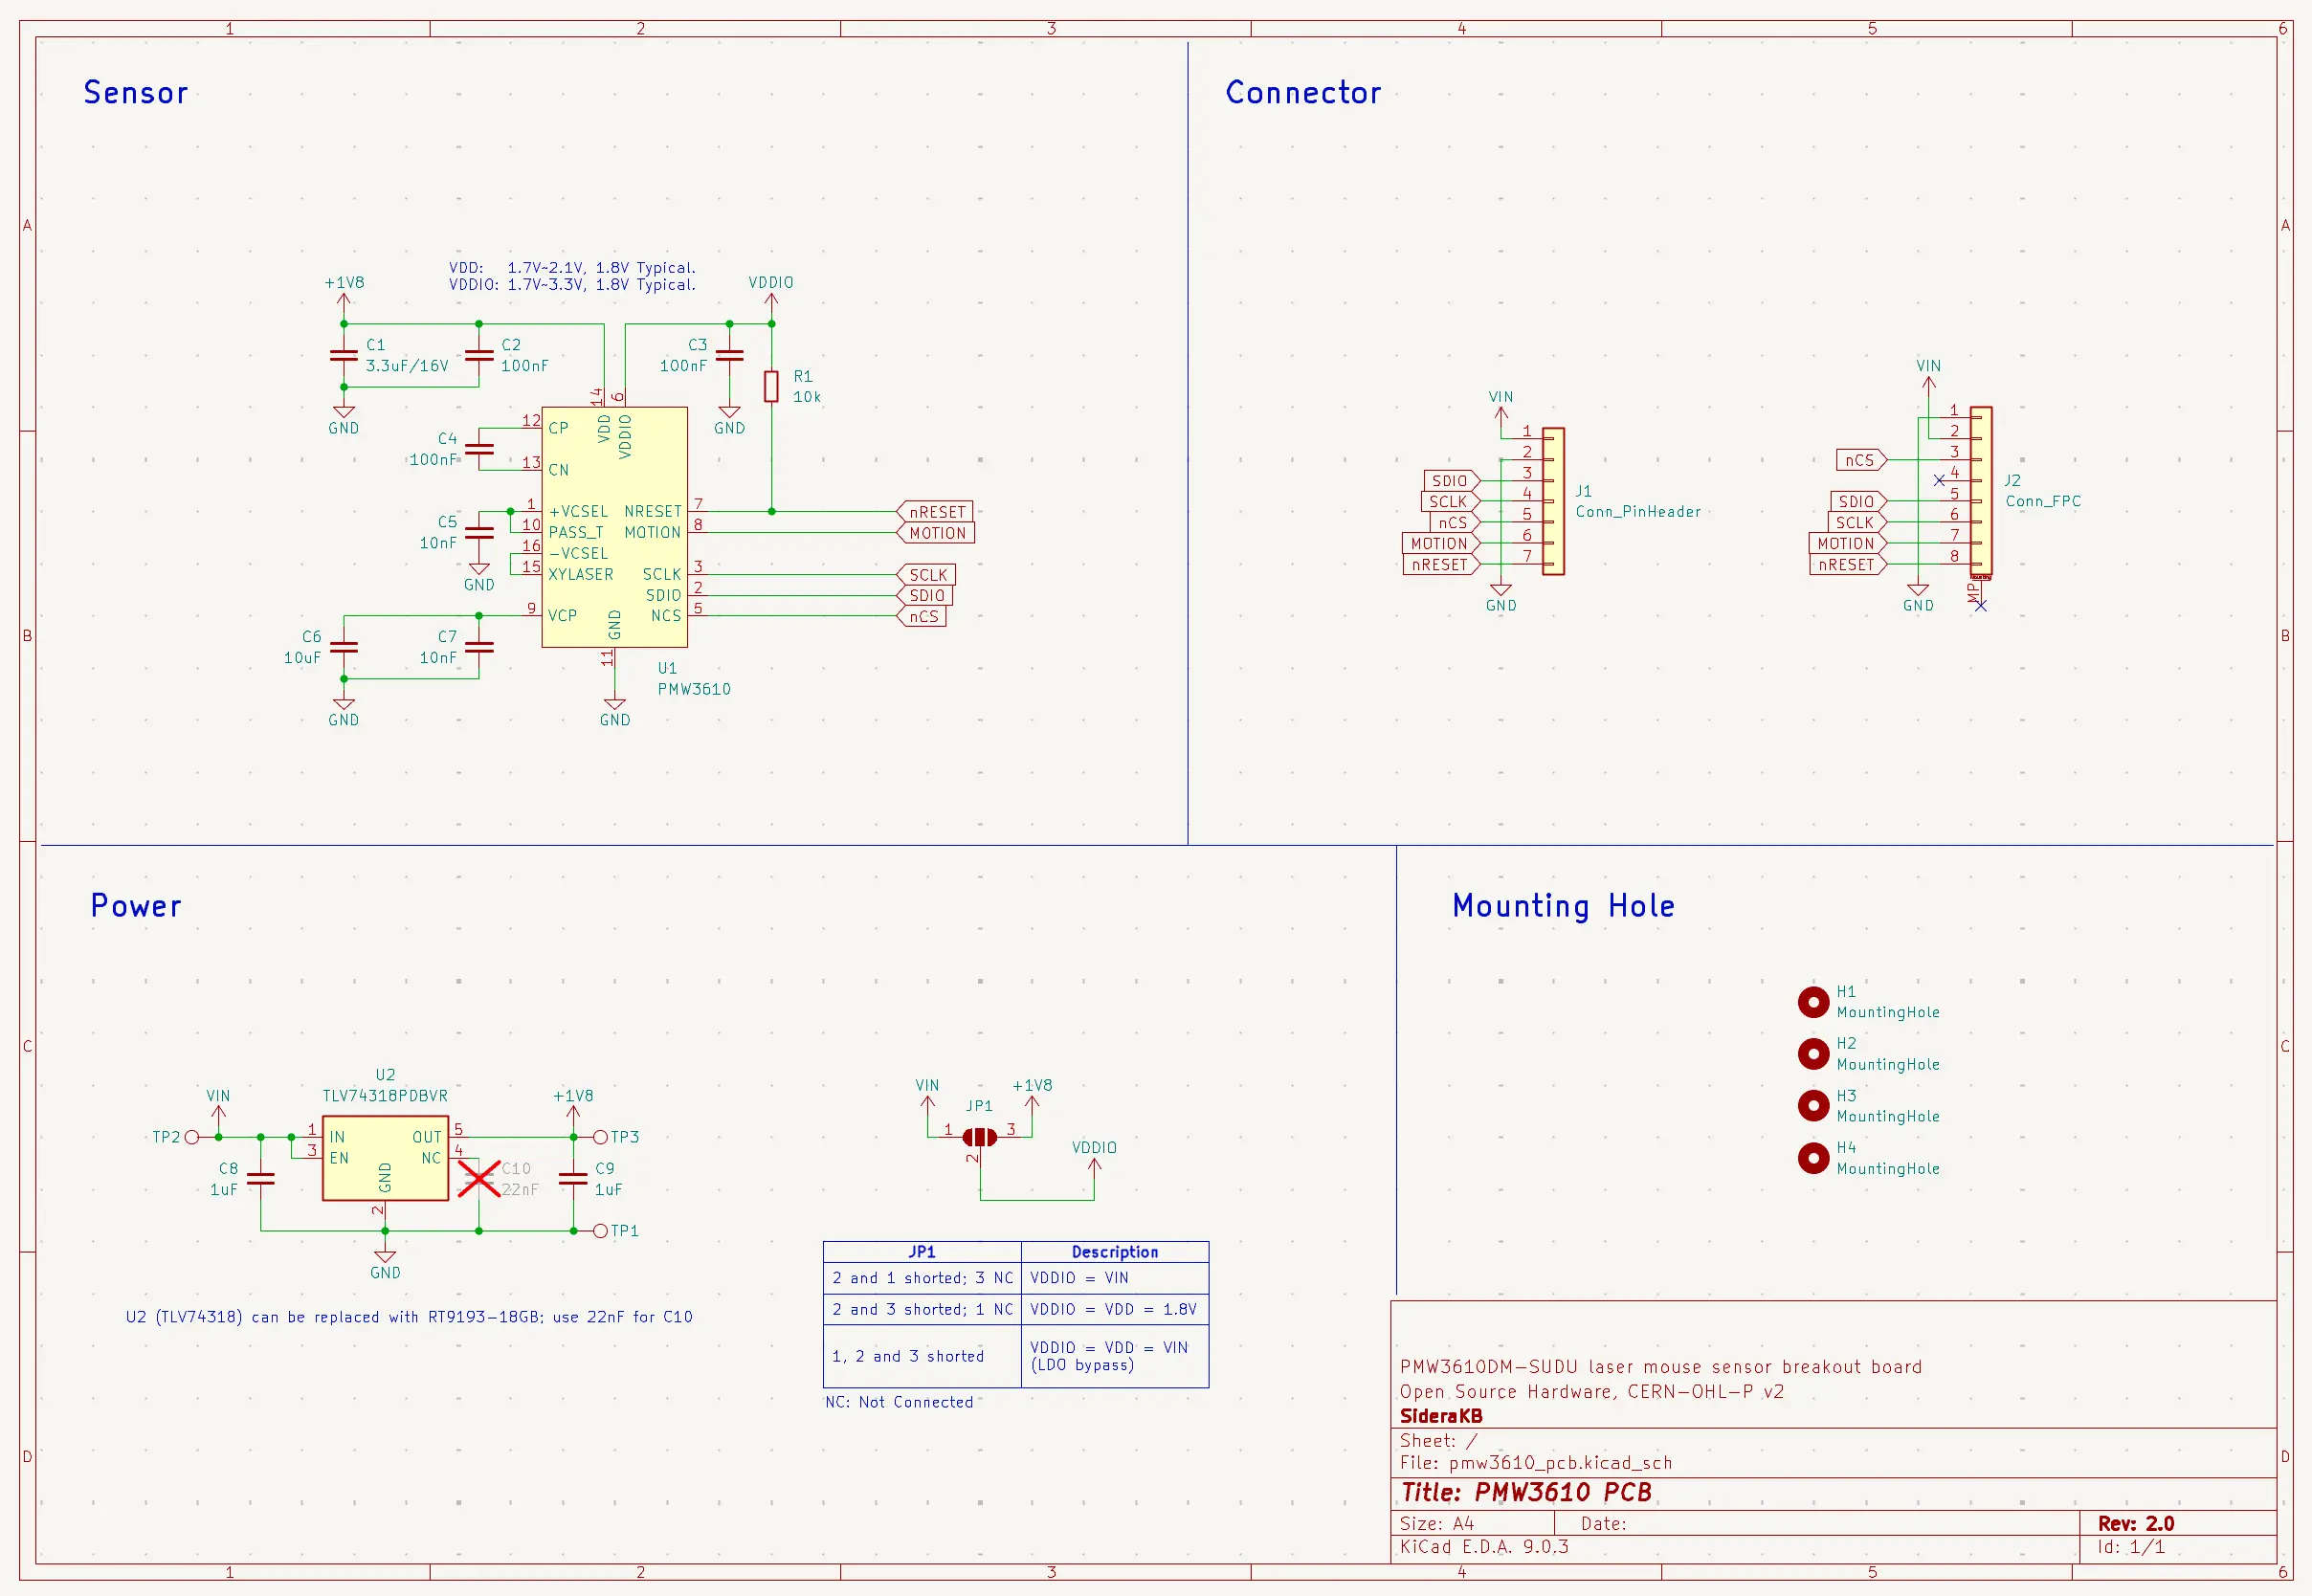 1 2 3 4 5 6
Sensor
Connector
A
A
VDD: 1.7V~2.1V, 1.8V Typical.
VDDIO: 1.7V~3.3V, 1.8V Typical.
+1V8
VDDIO
C1
3.3uF/16V
C2
100nF
C3
100nF
R1
10k
GND
GND
14
VDD
6
VDDIO
C4
100nF
12 CP
13 CN
C5
10nF
GND
1 +VCSEL
10 PASS_T
16 -VCSEL
15 XYLASER
9 VCP
NRESET 7 nRESET
MOTION 8 MOTION
SCLK 3 SCLK
SDIO 2 SDIO
NCS 5 nCS
GND
11
U1
PMW3610
C6
10uF
C7
10nF
GND
GND
VIN
1
2
SDIO 3
SCLK 4
nCS 5
MOTION 6
nRESET 7
GND
J1
Conn_PinHeader
VIN
1
2
nCS 3
4
SDIO 5
SCLK 6
MOTION 7
nRESET 8
GND
MP
Mounting
J2
Conn_FPC
B
B
Power
Mounting Hole
C
C
U2
TLV74318PDBVR
VIN
+1V8
TP2
1 IN
3 EN
OUT 5
NC 4
GND
2
TP3
C8
1uF
C10
22nF
C9
1uF
TP1
GND
U2 (TLV74318) can be replaced with RT9193-18GB; use 22nF for C10
VIN
+1V8
JP1
1
3
2
VDDIO
JP1 Description
2 and 1 shorted; 3 NC VDDIO = VIN
2 and 3 shorted; 1 NC VDDIO = VDD = 1.8V
1, 2 and 3 shorted VDDIO = VDD = VIN
(LDO bypass)
NC: Not Connected
H1
MountingHole
H2
MountingHole
H3
MountingHole
H4
MountingHole
D
D
PMW3610DM-SUDU laser mouse sensor breakout board
Open Source Hardware, CERN-OHL-P v2
SideraKB
Sheet: /
File: pmw3610_pcb.kicad_sch
Title: PMW3610 PCB
Size: A4 Date: Rev: 2.0
KiCad E.D.A. 9.0.3 Id: 1/1
1 2 3 4 5 6